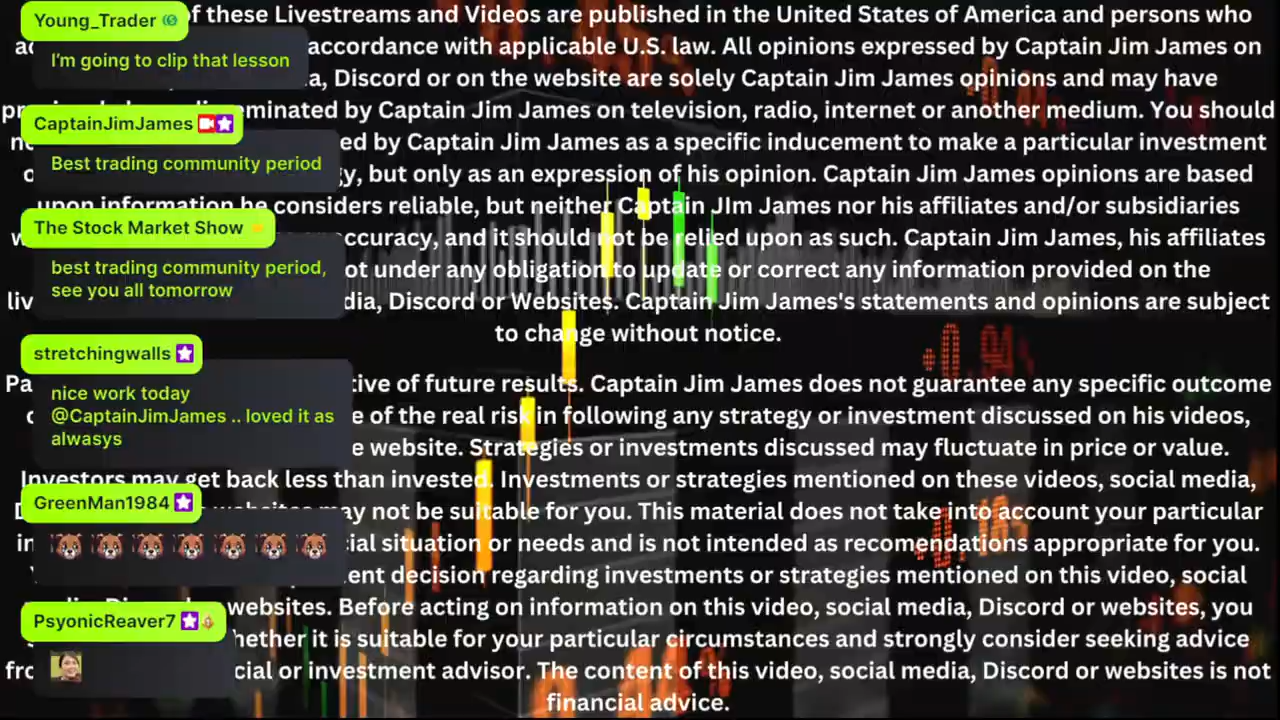 of these Livestreams and Videos are published in the United States of America and persons who
accordance with applicable U.S. law. All opinions expressed by Captain Jim James on
Discord or on the website are solely Captain Jim James opinions and may have
by Captain Jim James on television, radio, internet or another medium. You should
by Captain Jim James as a specific inducement to make a particular investment
but only as an expression of his opinion. Captain Jim James opinions are based
upon information he considers reliable, but neither Captain JIm James nor his affiliates and/or subsidiaries
and it should not be relied upon as such. Captain Jim James, his affiliates
not under any obligation to update or correct any information provided on the
Discord or Websites. Captain Jim James's statements and opinions are subject
to change without notice.
of future results. Captain Jim James does not guarantee any specific outcome
of the real risk in following any strategy or investment discussed on his videos,
website. Strategies or investments discussed may fluctuate in price or value.
Investors may get back less than invested. Investments or strategies mentioned on these videos, social media,
websites may not be suitable for you. This material does not take into account your particular
situation or needs and is not intended as recomendations appropriate for you.
decision regarding investments or strategies mentioned on this video, social
websites. Before acting on information on this video, social media, Discord or websites, you
whether it is suitable for your particular circumstances and strongly consider seeking advice
or investment advisor. The content of this video, social media, Discord or websites is not
financial advice.
Young_Trader
I'm going to clip that lesson
CaptainJimJames
Best trading community period
The Stock Market Show
best trading community period,
see you all tomorrow
stretchingwalls
nice work today
@CaptainJimJames .. loved it as
alwasys
GreenMan1984
PsyonicReaver7